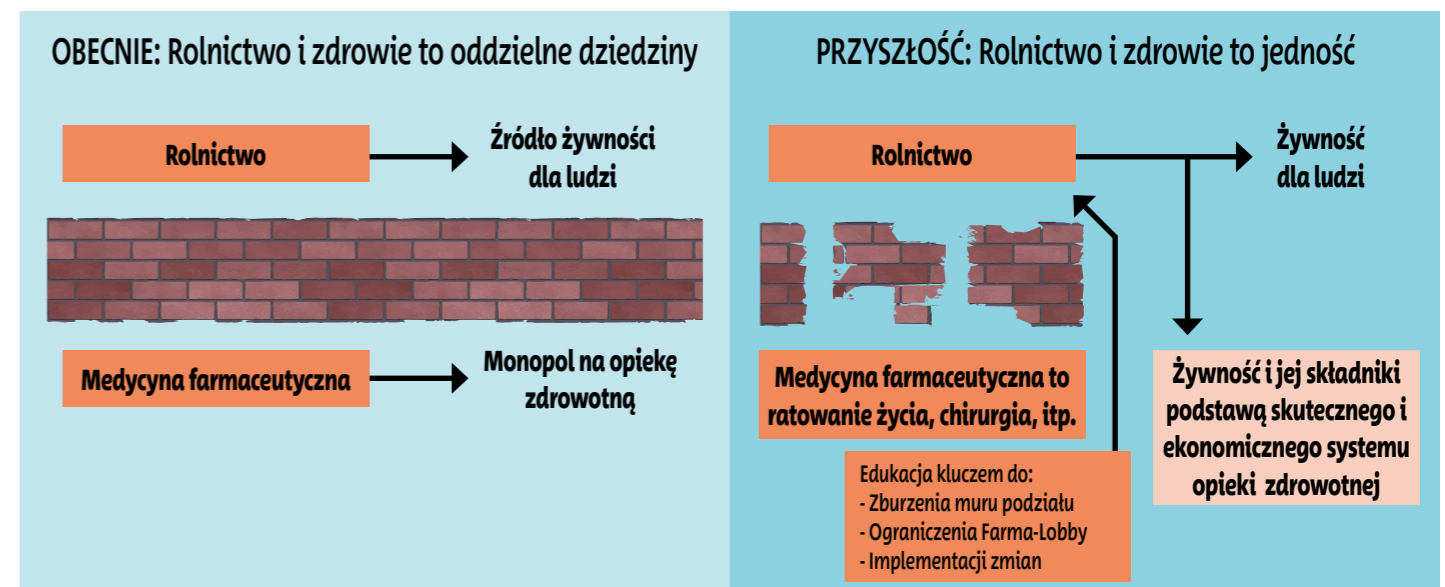 OBECNIE: Rolnictwo i zdrowie to oddzielne dziedziny
Rolnictwo
Źródło żywności
dla ludzi
Medycyna farmaceutyczna
Monopol na opiekę
zdrowotną
PRZYSZŁOŚĆ: Rolnictwo i zdrowie to jedność
Rolnictwo
Żywność
dla ludzi
Medycyna farmaceutyczna to
ratowanie życia, chirurgia, itp.
Edukacja kluczem do:
- Zburzenia muru podziału
- Ograniczenia Farma-Lobby
- Implementacji zmian
Żywność i jej składniki
podstawą skutecznego i
ekonomicznego systemu
opieki zdrowotnej